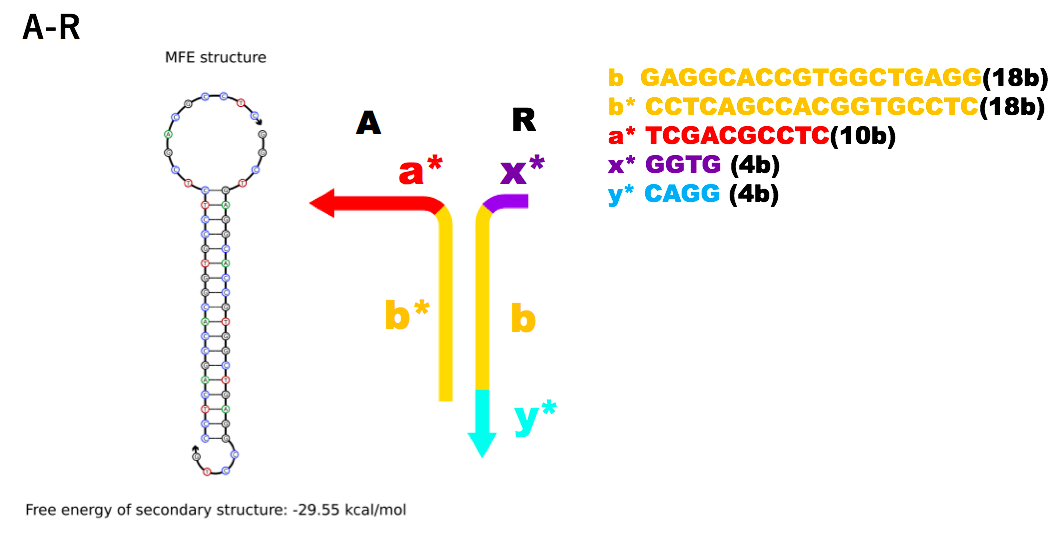 A-R
MFE structure
A
R
a*
x*
b*
b
y*
b GAGGCACCGTGGCTGAGG(18b)
b* CCTCAGCCACGGTGCCTC(18b)
a* TCGACGCCTC(10b)
x* GGTG (4b)
y* CAGG (4b)
Free energy of secondary structure: -29.55 kcal/mol